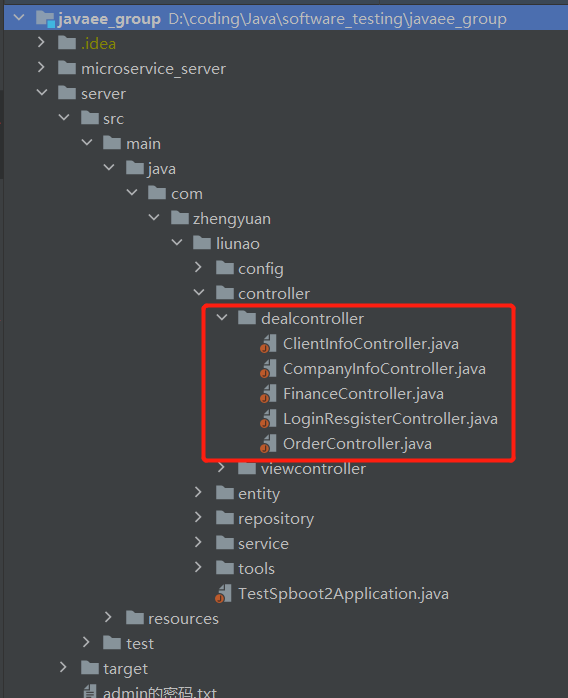 javaee_group D:\coding\Java\software_testing\javaee_group
.idea
microservice_server
server
src
main
java
com
zhengyuan
liunao
config
controller
dealcontroller
ClientInfoController.java
CompanyInfoController.java
FinanceController.java
LoginResgisterController.java
OrderController.java
viewcontroller
entity
repository
service
tools
TestSpboot2Application.java
resources
test
target
admin的密码.txt